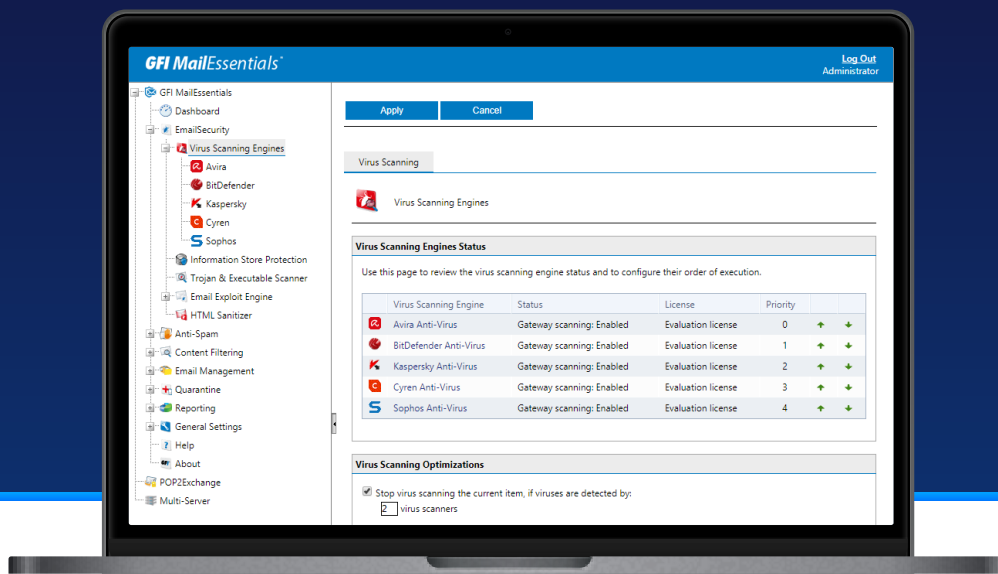 GFI MailEssentials
Log Out
Administrator
GFI MailEssentials
Dashboard
EmailSecurity
Virus Scanning Engines
Avira
BitDefender
Kaspersky
Cyren
Sophos
Information Store Protection
Trojan & Executable Scanner
Email Exploit Engine
HTML Sanitizer
Anti-Spam
Content Filtering
Email Management
Quarantine
Reporting
General Settings
Help
About
POP2Exchange
Multi-Server
Apply Cancel
Virus Scanning
Virus Scanning Engines
Virus Scanning Engines Status
Use this page to review the virus scanning engine status and to configure their order of execution.
Virus Scanning Engine Status License Priority
Avira Anti-Virus Gateway scanning: Enabled Evaluation license 0
BitDefender Anti-Virus Gateway scanning: Enabled Evaluation license 1
Kaspersky Anti-Virus Gateway scanning: Enabled Evaluation license 2
Cyren Anti-Virus Gateway scanning: Enabled Evaluation license 3
Sophos Anti-Virus Gateway scanning: Enabled Evaluation license 4
Virus Scanning Optimizations
Stop virus scanning the current item, if viruses are detected by:
2 virus scanners